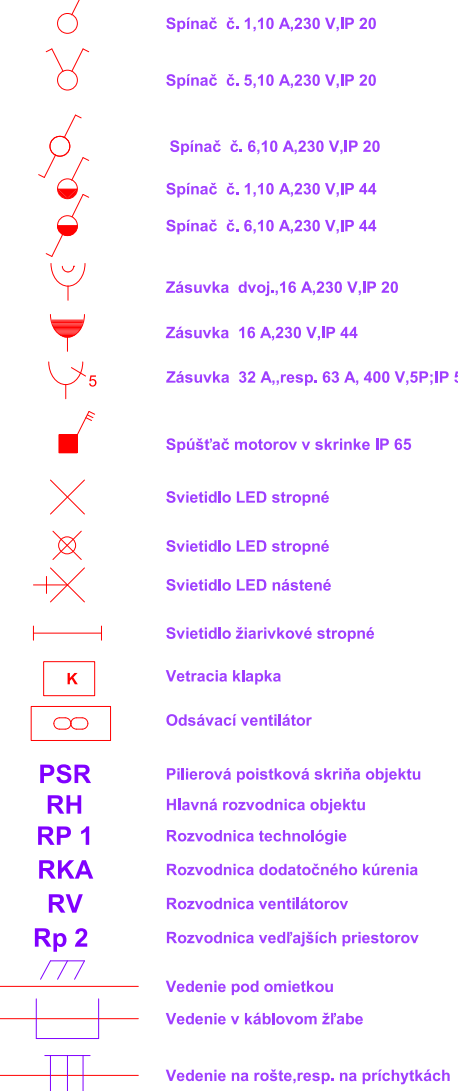 Spínač č. 1,10 A,230 V,IP 20
Spínač č. 5,10 A,230 V,IP 20
Spínač č. 6,10 A,230 V,IP 20
Spínač č. 1,10 A,230 V,IP 44
Spínač č. 6,10 A,230 V,IP 44
Zásuvka dvoj.,16 A,230 V,IP 20
Zásuvka 16 A,230 V,IP 44
5 Zásuvka 32 A,,resp. 63 A, 400 V,5P;IP
Spúšťač motorov v skrinke IP 65
Svietidlo LED stropné
Svietidlo LED stropné
Svietidlo LED nástené
Svietidlo žiarivkové stropné
K Vetracia klapka
Odsávací ventilátor
PSR Pilierová poistková skriňa objektu
RH Hlavná rozvodnica objektu
RP 1 Rozvodnica technológie
RKA Rozvodnica dodatočného kúrenia
RV Rozvodnica ventilátorov
Rp 2 Rozvodnica vedľajších priestorov
Vedenie pod omietkou
Vedenie v káblovom žľabe
Vedenie na rošte,resp. na príchytkách